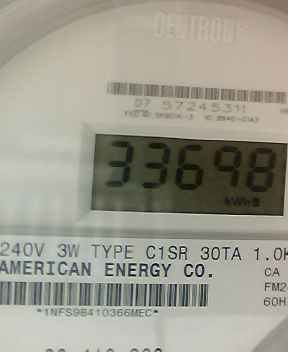 CENTRON®
07 57245311
33698
kWh
240V 3W TYPE C1SR 30TA 1.0K
AMERICAN ENERGY CO.
CA
FM2
60H
*1NFS98410366MEC*